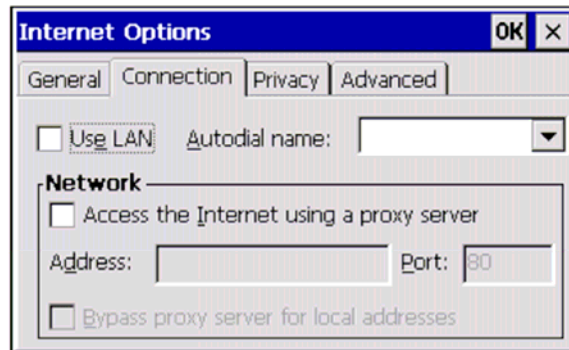 Internet Options OK ×
General Connection Privacy Advanced
Use LAN Autodial name:
Network
Access the Internet using a proxy server
Address: Port: 80
Bypass proxy server for local addresses